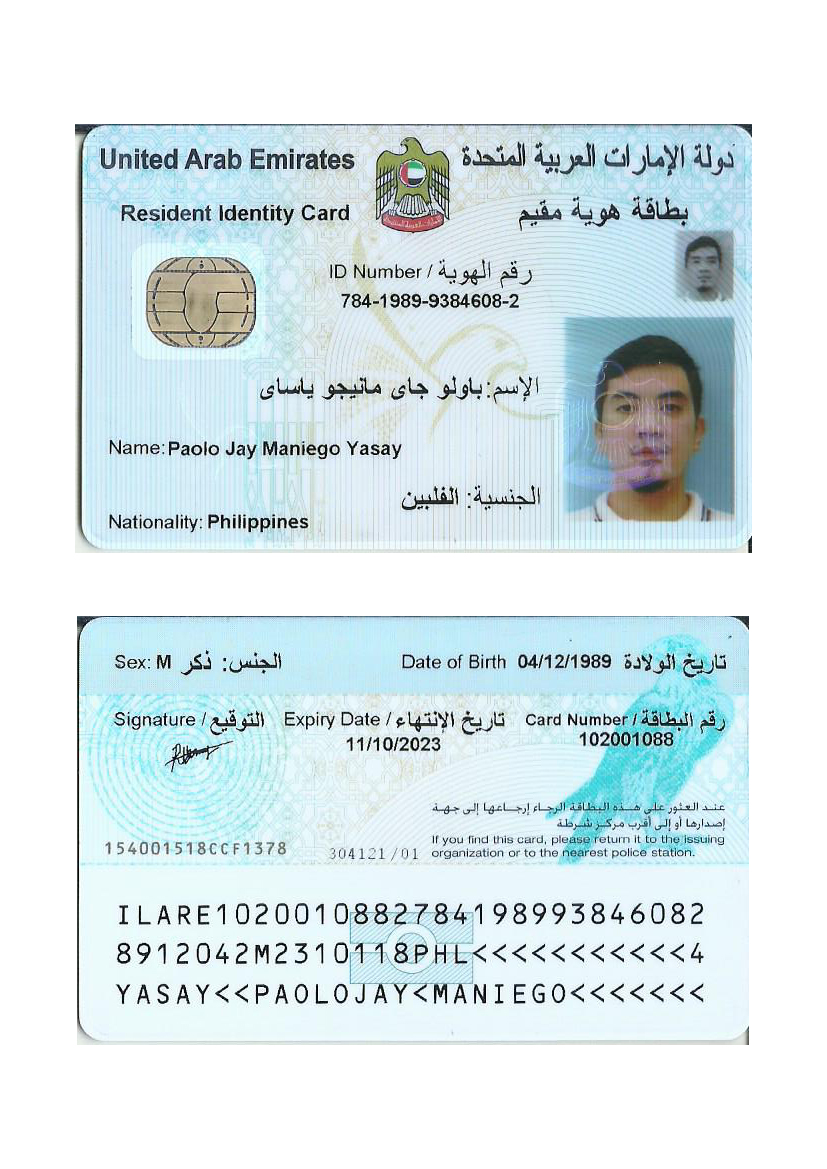 United Arab Emirates
دولة الإمارات العربية المتحدة
Resident Identity Card
بطاقة هوية مقيم
ID Number / رقم الهوية
784-1989-9384608-2
الإسم: باولو جاى مانيجو ياساى
Name: Paolo Jay Maniego Yasay
الجنسية: الفلبين
Nationality: Philippines
Sex: M الجنس: ذكر
Date of Birth 04/12/1989 تاريخ الولادة
Signature / التوقيع
Expiry Date / تاريخ الإنتهاء
11/10/2023
Card Number / رقم البطاقة
102001088
عند العثور على هذه البطاقة الرجاء إرجاعها إلى جهة
إصدارها أو إلى أقرب مركز شرطة
If you find this card, please return it to the issuing
organization or to the nearest police station.
154001518CCF1378
304121/01
ILARE1020010882784198993846082
8912042M2310118PHL<<<<<<<<<<<4
YASAY<<PAOLOJAY<MANIEGO<<<<<<<